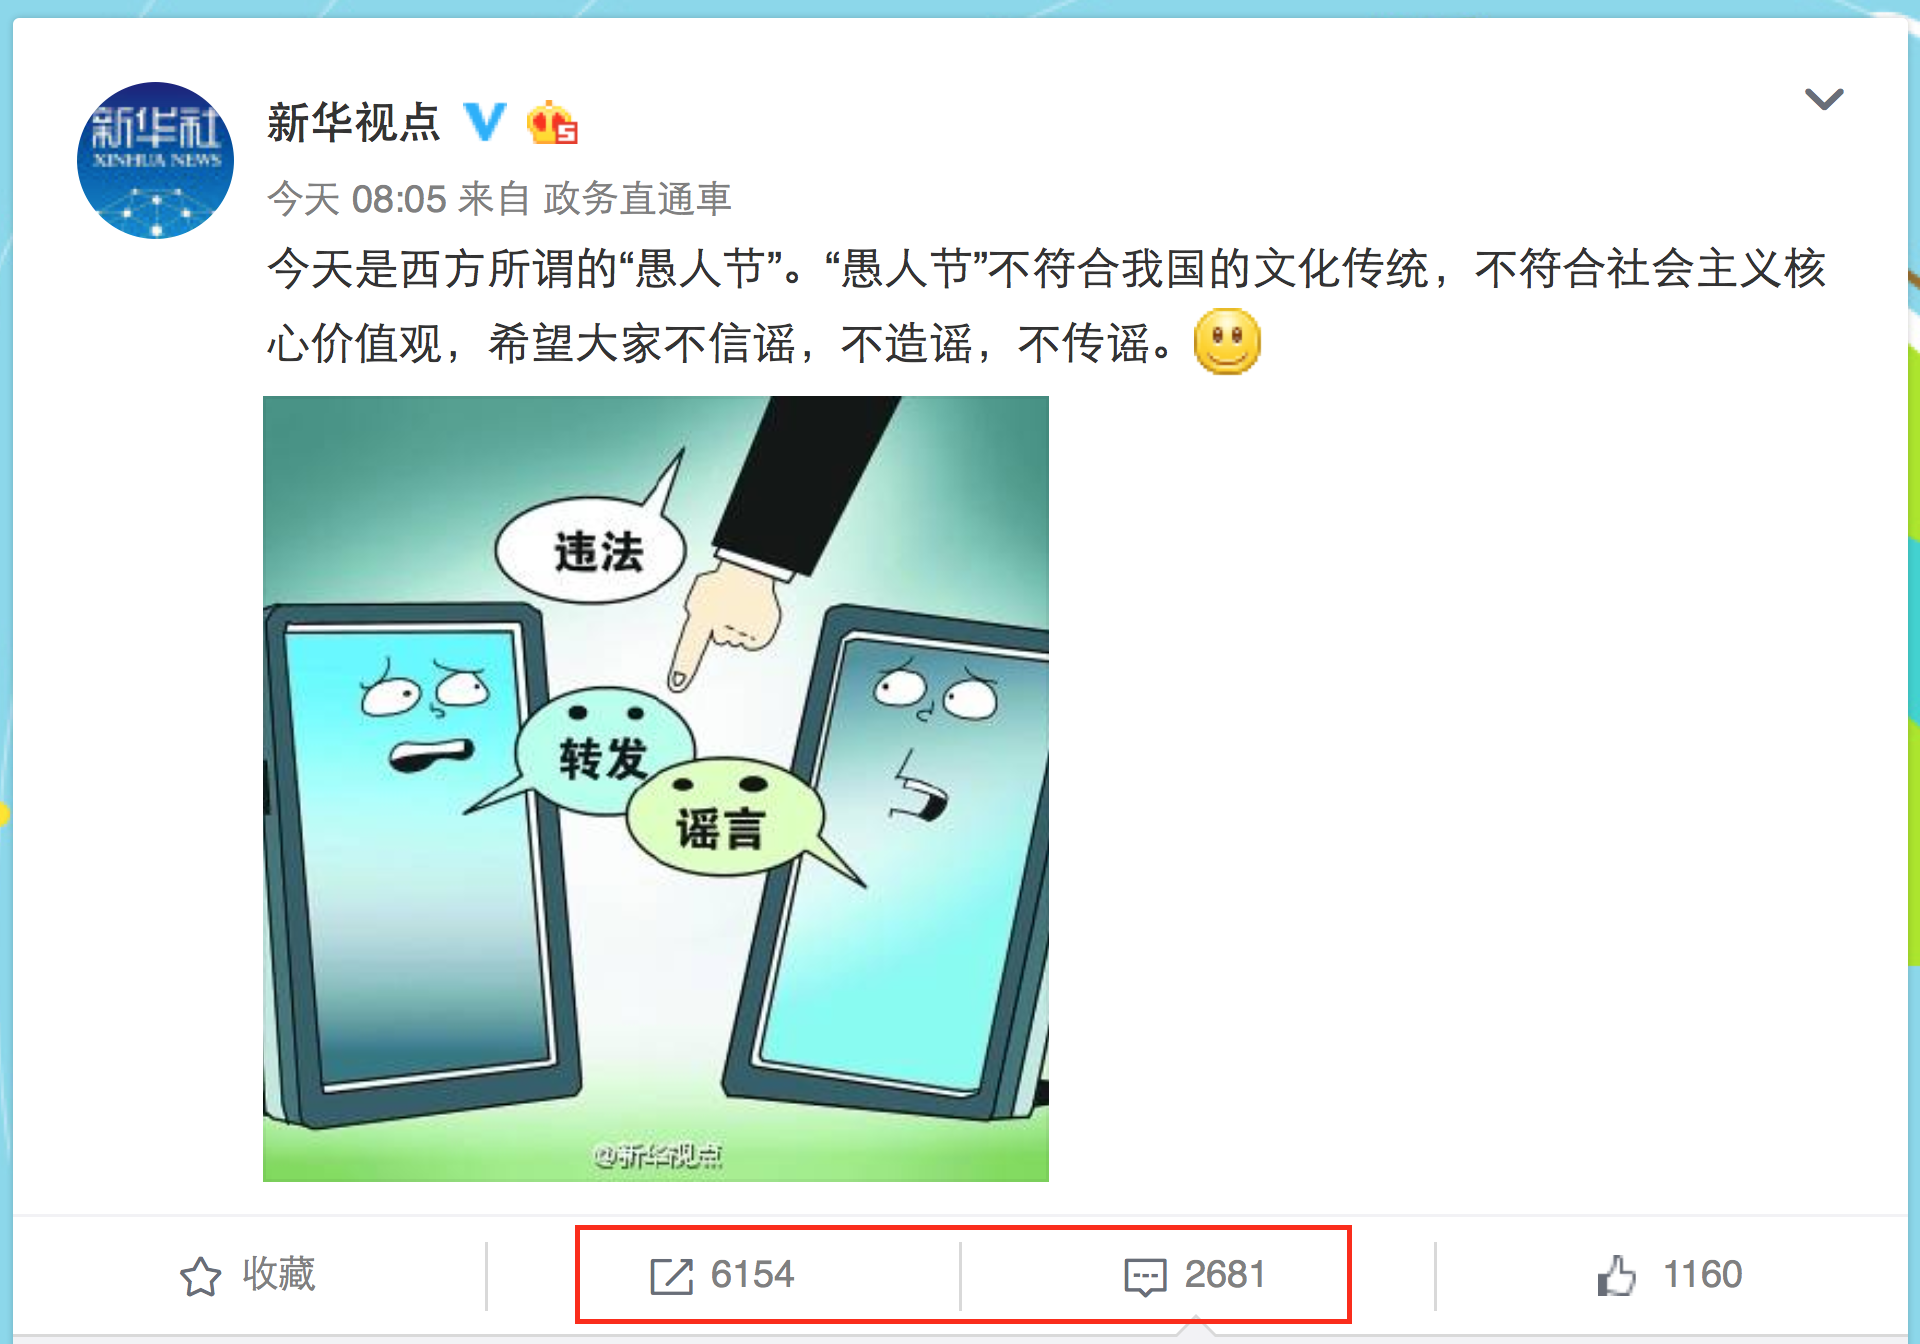 新华社
XINHUA NEWS
新华视点
今天 08:05 来自 政务直通車
今天是西方所谓的“愚人节”。“愚人节”不符合我国的文化传统，不符合社会主义核
心价值观，希望大家不信谣，不造谣，不传谣。
违法
转发
谣言
@新华视点
收藏
6154
2681
1160